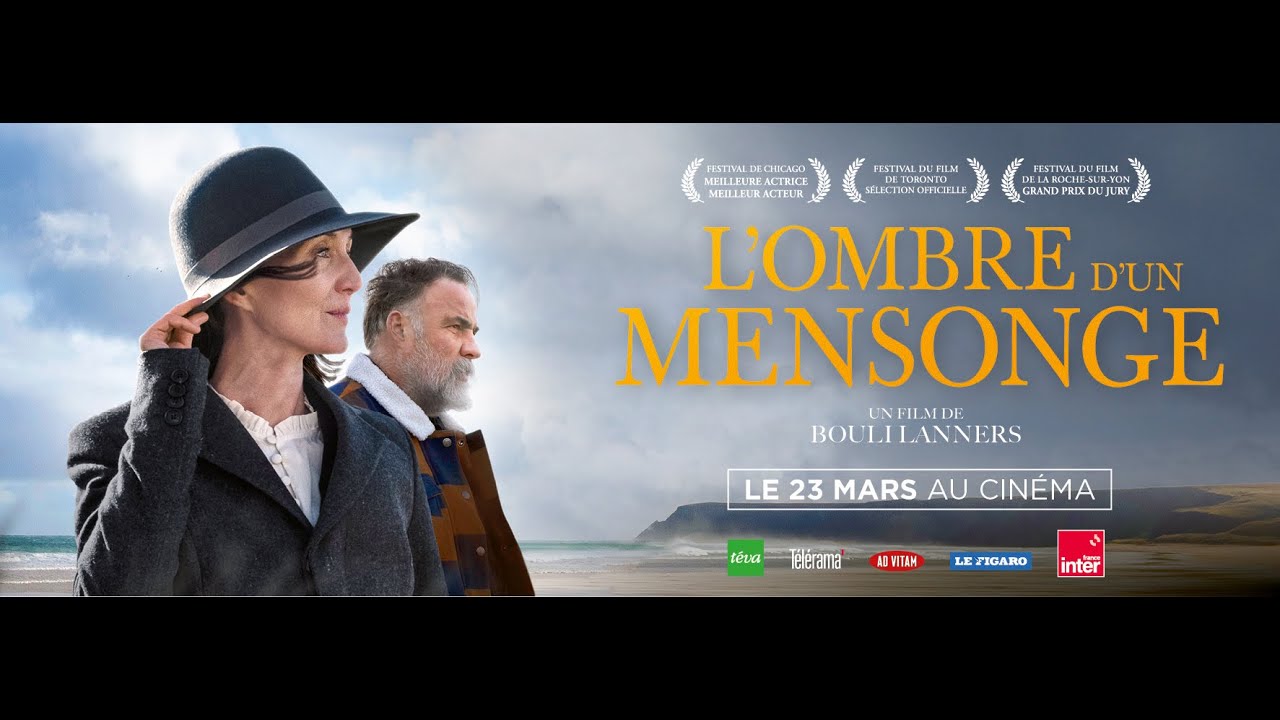 FESTIVAL DE CHICAGO
MEILLEURE ACTRICE
MEILLEUR ACTEUR
FESTIVAL DU FILM
DE TORONTO
SÉLECTION OFFICIELLE
FESTIVAL DU FILM
DE LA ROCHE-SUR-YON
GRAND PRIX DU JURY
L'OMBRE D'UN
MENSONGE
UN FILM DE
BOULI LANNERS
LE 23 MARS AU CINÉMA
téva
Télérama'
AD VITAM
LE FIGARO
france
inter